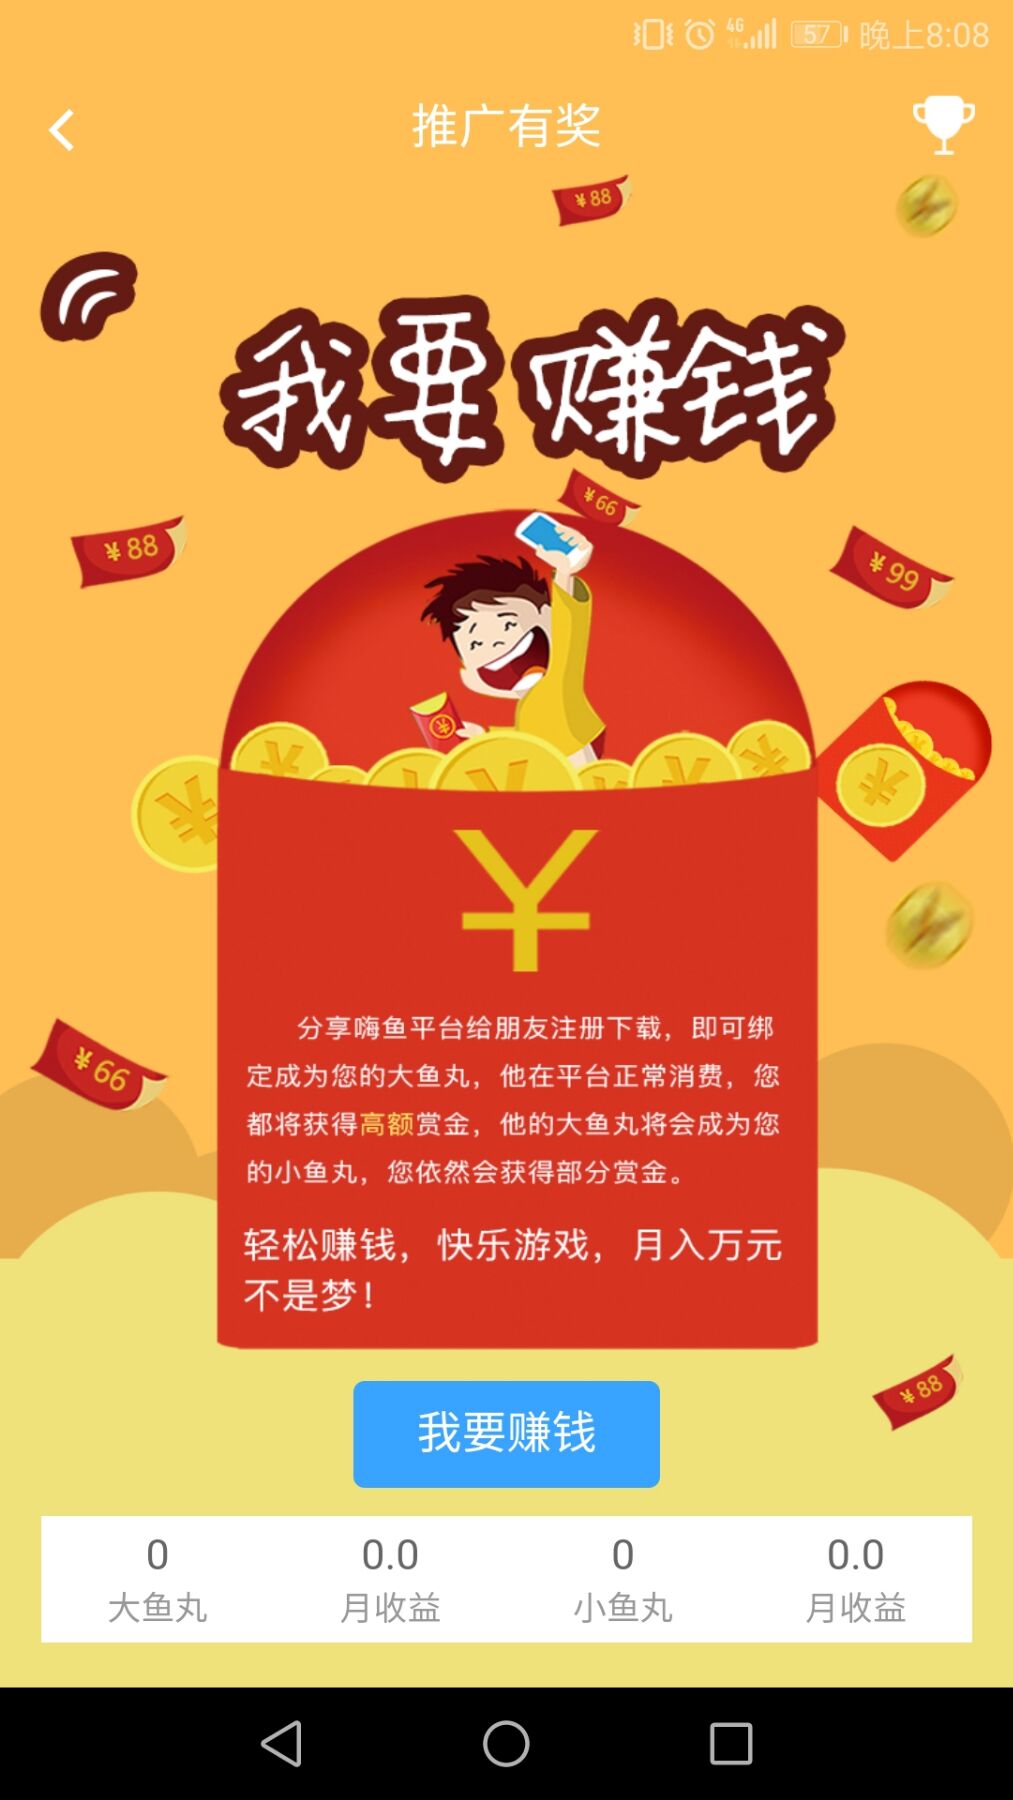 4G 57 晚上8:08
推广有奖
¥88
我要赚钱
¥66
¥88
¥99
¥
¥66
分享嗨鱼平台给朋友注册下载，即可绑
定成为您的大鱼丸，他在平台正常消费，您
都将获得高额赏金，他的大鱼丸将会成为您
的小鱼丸，您依然会获得部分赏金。
轻松赚钱，快乐游戏，月入万元
不是梦！
¥88
我要赚钱
0 0.0 0 0.0
大鱼丸 月收益 小鱼丸 月收益